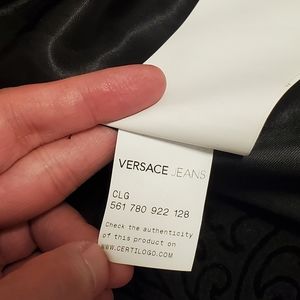 VERSACE JEANS
CLG
561 780 922 128
Check the authenticity
of this product on
www.CERTILOGO.com